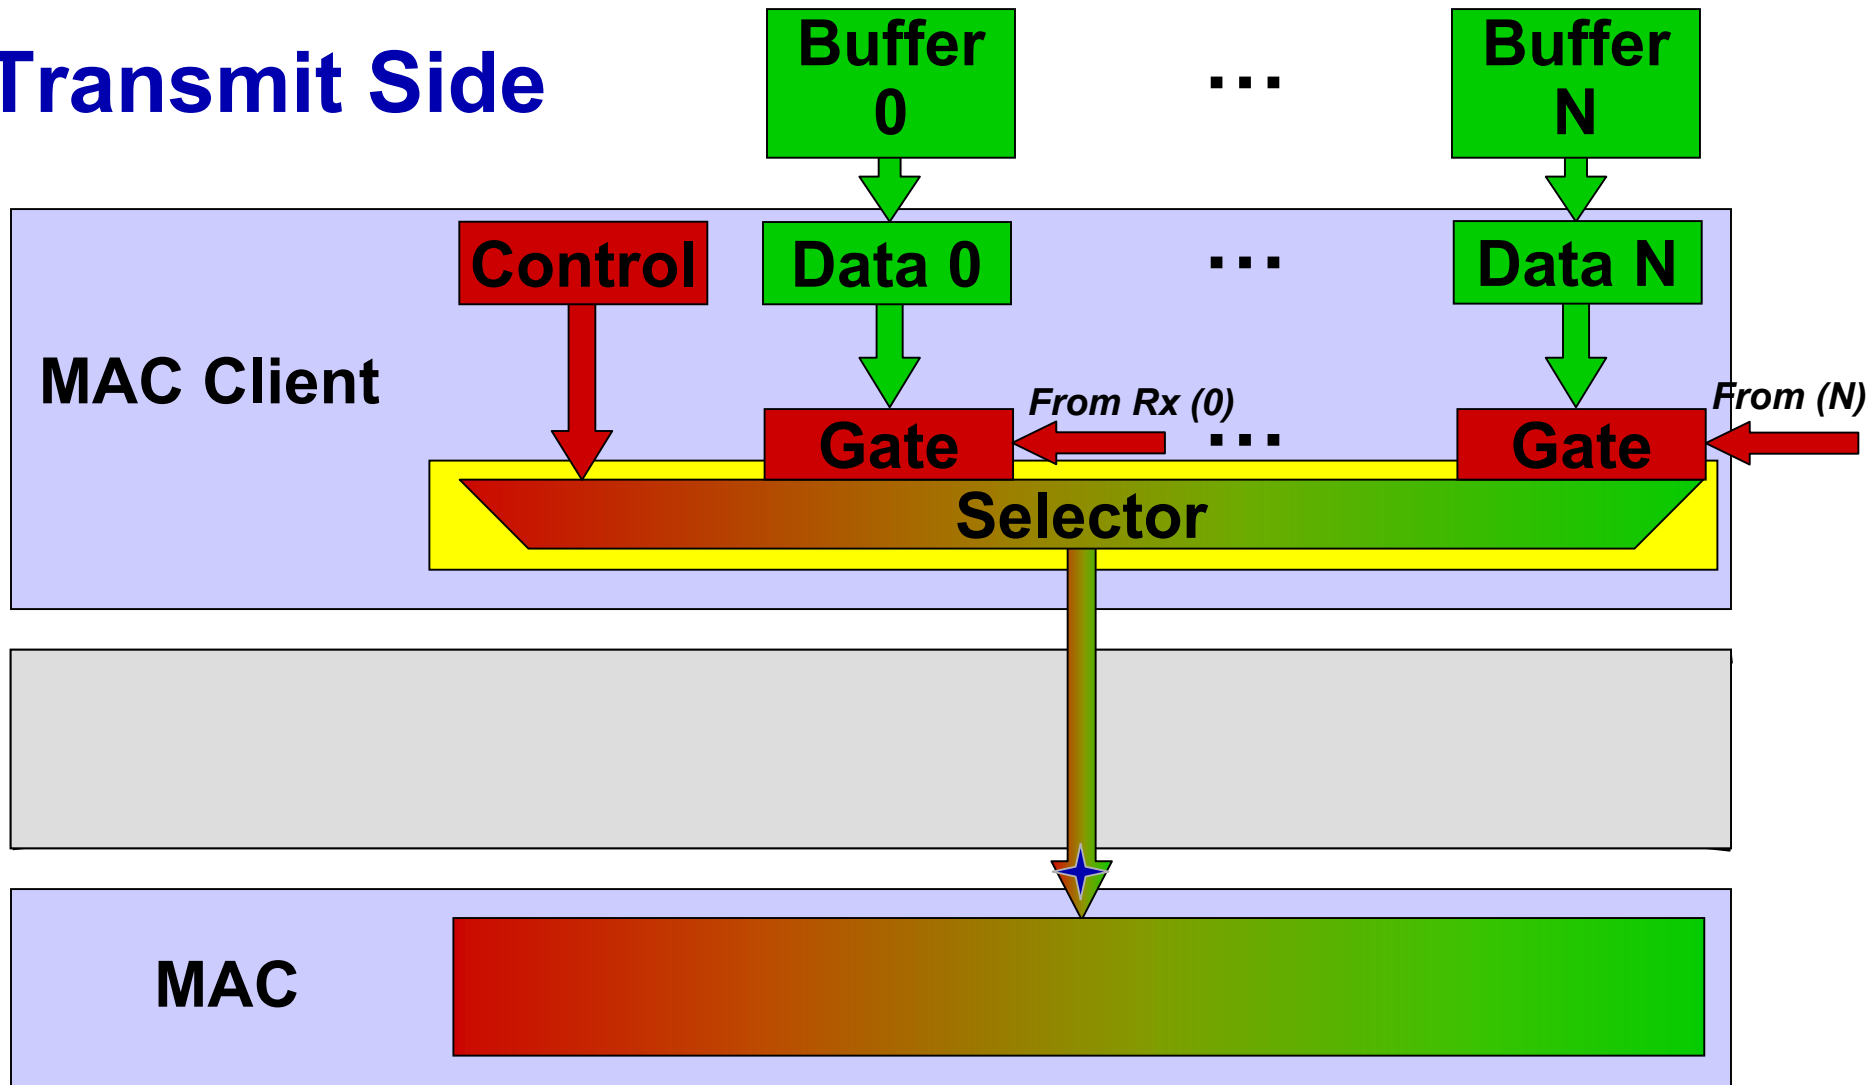 Transmit Side
Buffer
0
...
Buffer
N
Control
Data 0
...
Data N
MAC Client
From Rx (0)
From (N)
Gate
...
Gate
Selector
MAC